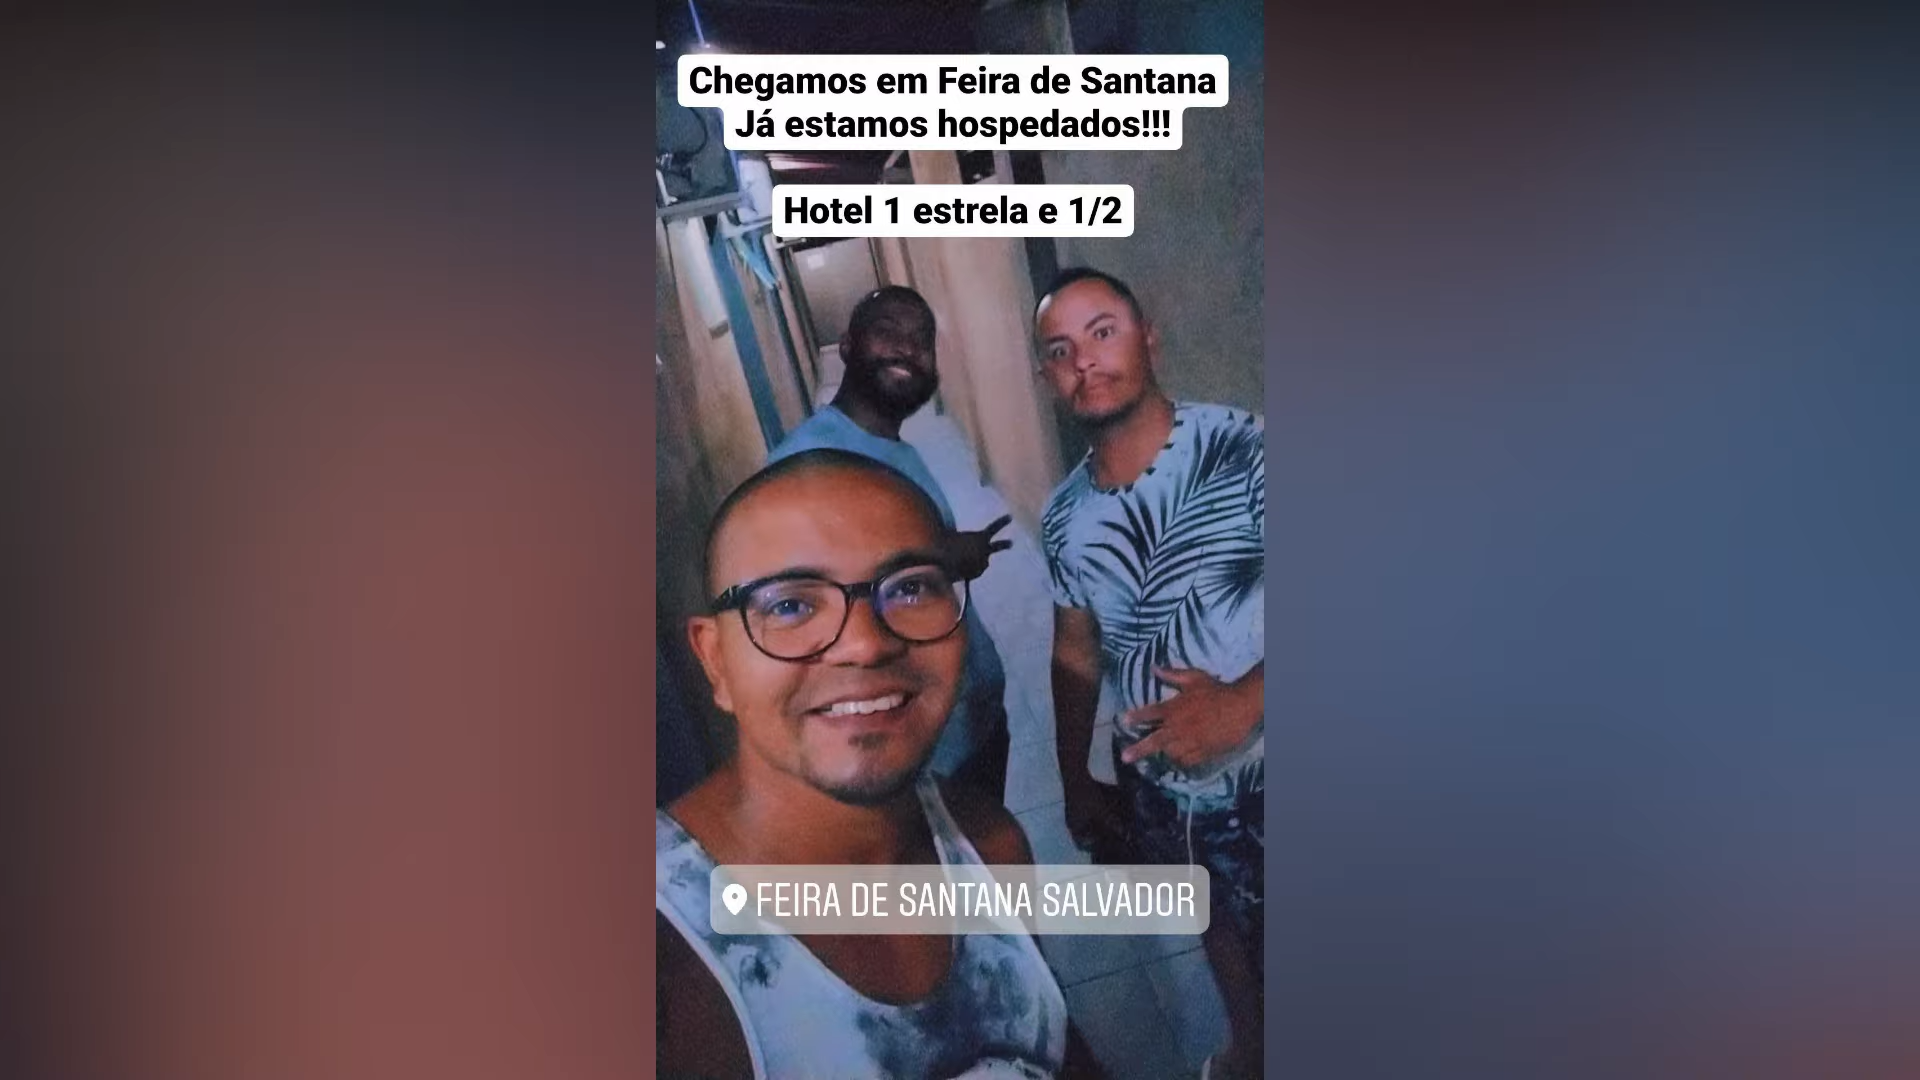 Chegamos em Feira de Santana
Já estamos hospedados!!!
Hotel 1 estrela e 1/2
FEIRA DE SANTANA SALVADOR